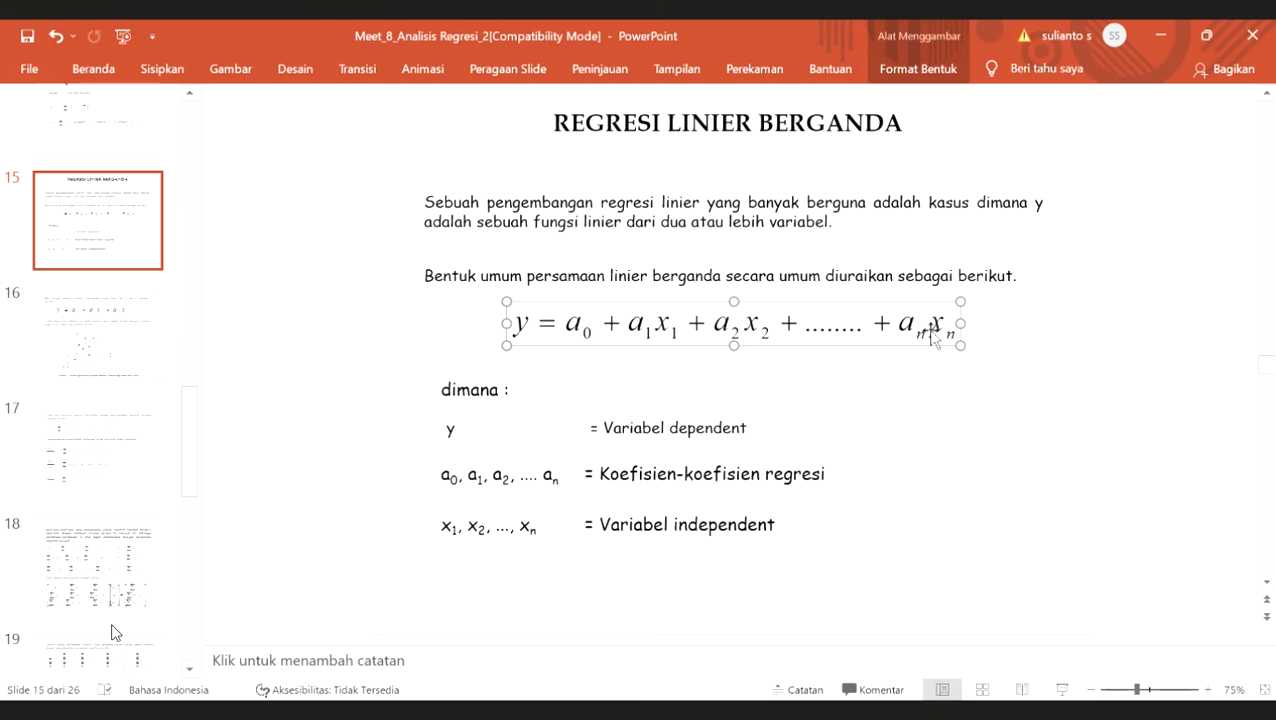 Meet_8_Analisis Regresi_2[Compatibility Mode] - PowerPoint
Alat Menggambar
sulianto s
SS
File Beranda Sisipkan Gambar Desain Transisi Animasi Peragaan Slide Peninjauan Tampilan Perekaman Bantuan Format Bentuk Beri tahu saya Bagikan
15
16
17
18
19
REGRESI LINIER BERGANDA
Sebuah pengembangan regresi linier yang banyak berguna adalah kasus dimana y
adalah sebuah fungsi linier dari dua atau lebih variabel.
Bentuk umum persamaan linier berganda secara umum diuraikan sebagai berikut.
y = a₀ + a₁x₁ + a₂x₂ + ........ + aₙxₙ
dimana :
y = Variabel dependent
a₀, a₁, a₂, .... aₙ = Koefisien-koefisien regresi
x₁, x₂, ..., xₙ = Variabel independent
Klik untuk menambah catatan
Slide 15 dari 26 Bahasa Indonesia Aksesibilitas: Tidak Tersedia Catatan Komentar 75%